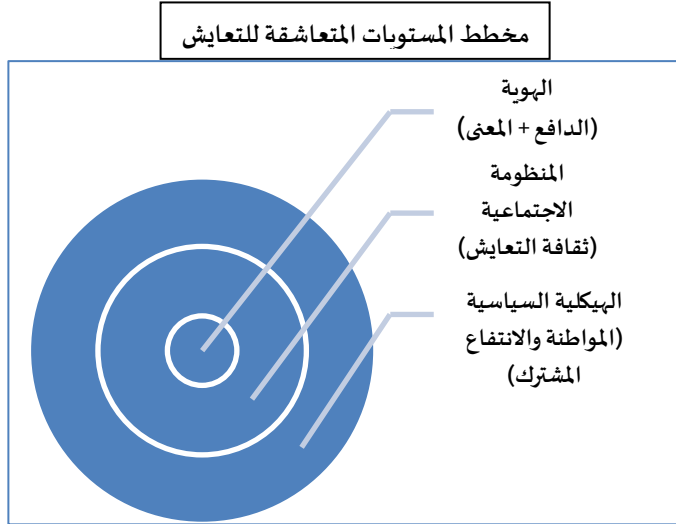 مخطط المستويات المتعاشقة للتعايش
الهوية
(الدافع + المعنى)
المنظومة
الاجتماعية
(ثقافة التعايش)
الهيكلية السياسية
(المواطنة والانتفاع
المشترك)